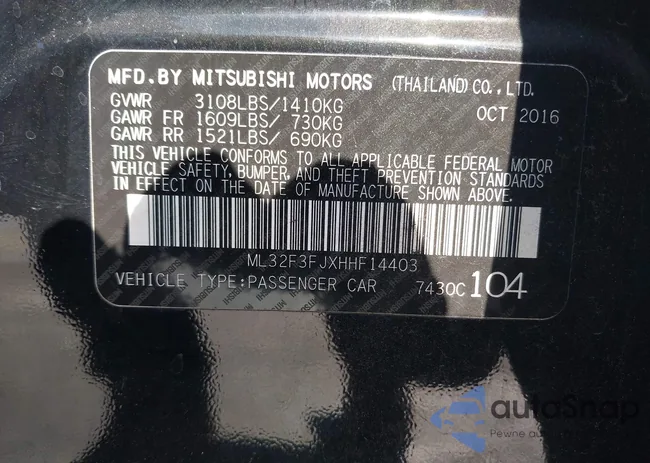 MFD.BY MITSUBISHI MOTORS (THAILAND)CO.,LTD.
GVWR 3108LBS/1410KG OCT 2016
GAWR FR 1609LBS/ 730KG
GAWR RR 1521LBS/ 690KG
THIS VEHICLE CONFORMS TO ALL APPLICABLE FEDERAL MOTOR
VEHICLE SAFETY, BUMPER, AND THEFT PREVENTION STANDARDS
IN EFFECT ON THE DATE OF MANUFACTURE SHOWN ABOVE.
ML32F3FJXHHF14403
VEHICLE TYPE:PASSENGER CAR 7430C 104
autoSnap